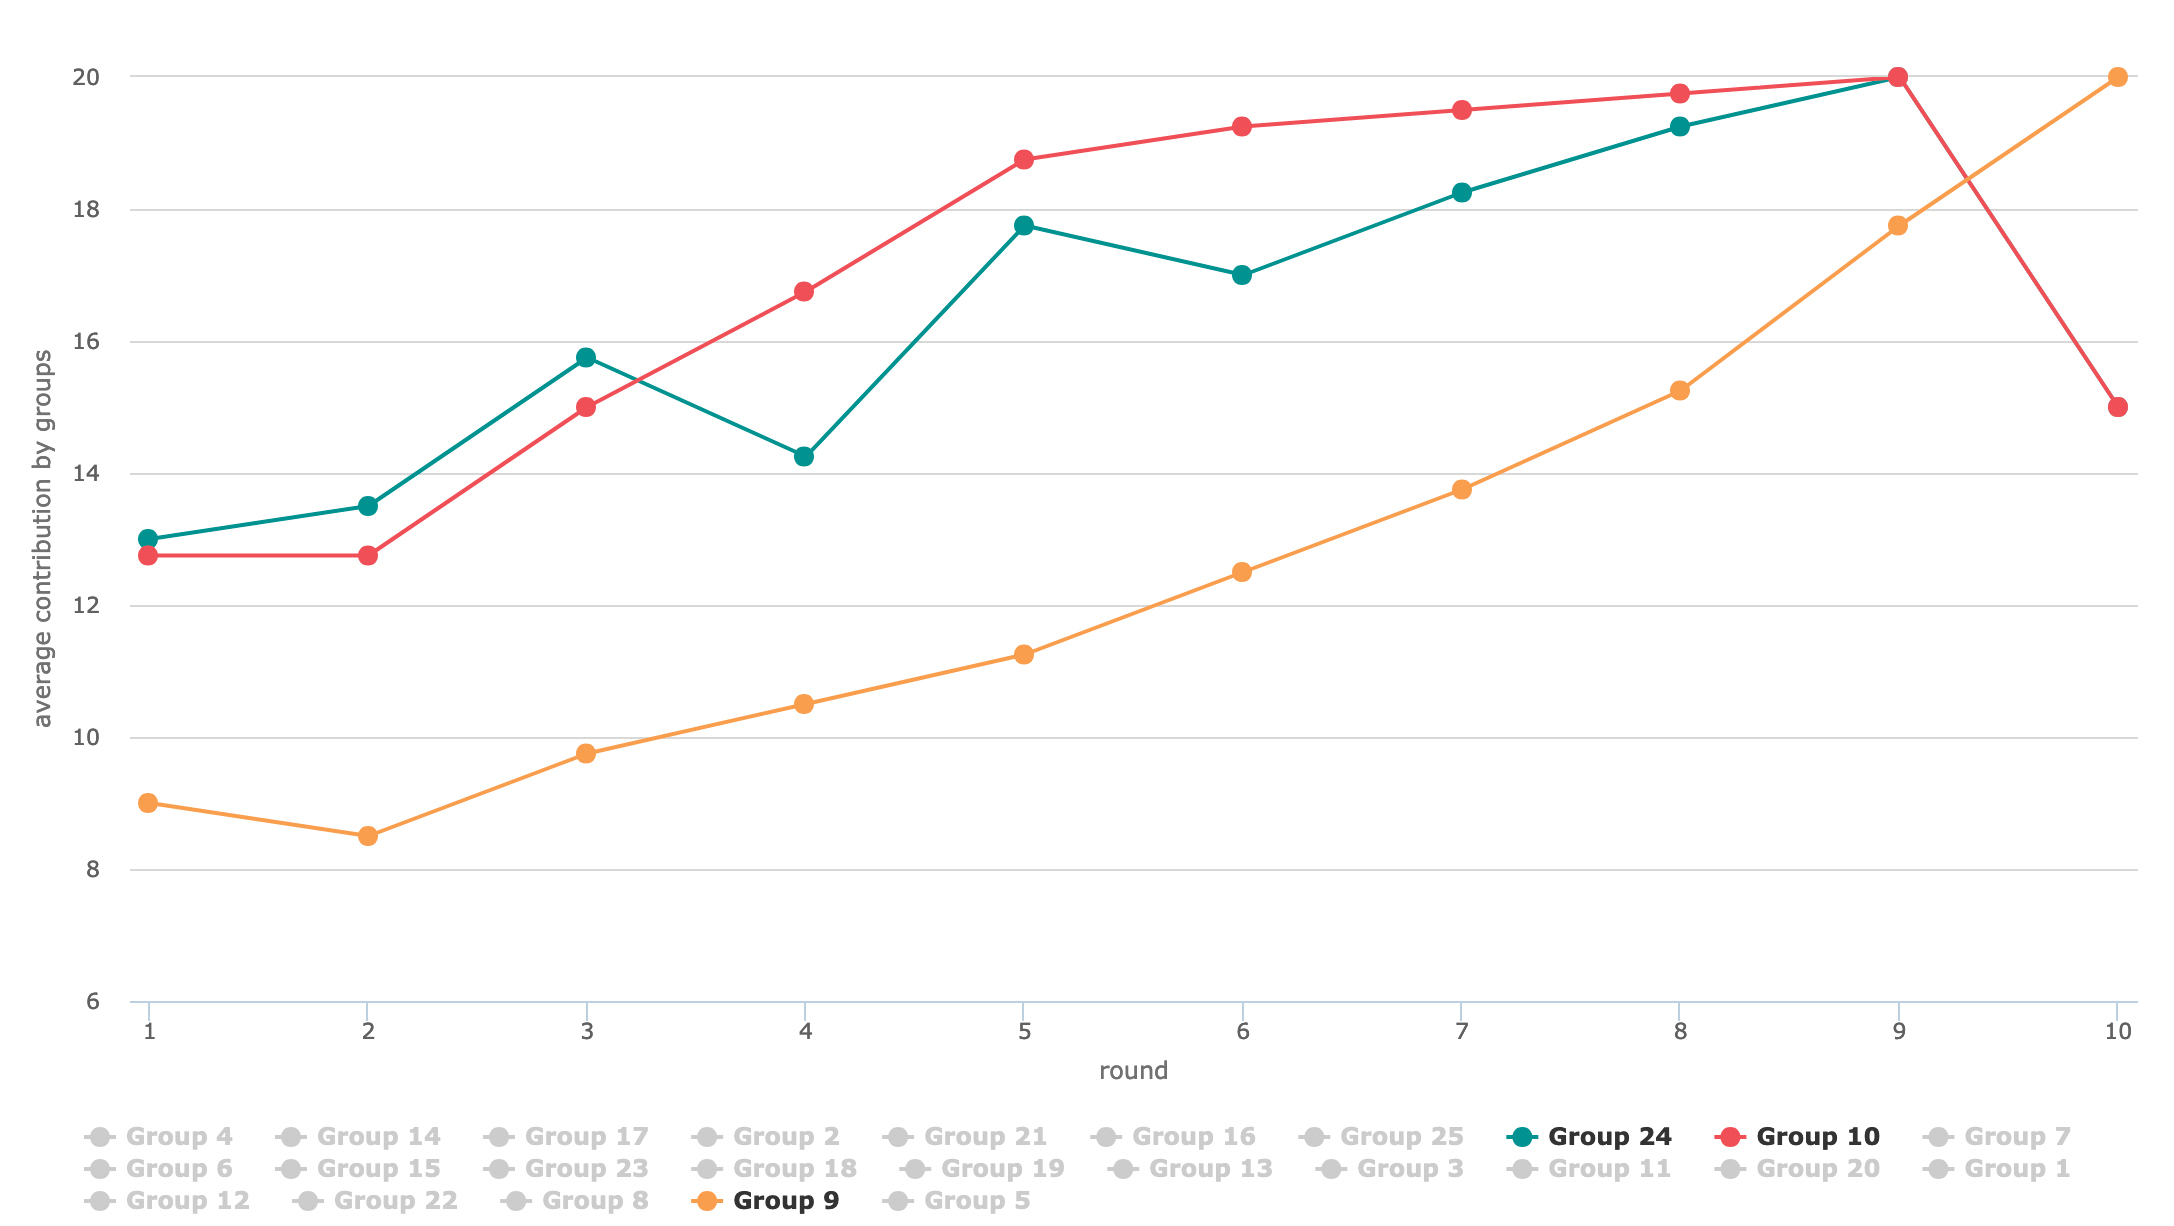 average contribution by groups
20
18
16
14
12
10
8
6
1 2 3 4 5 6 7 8 9 10
round
Group 4 Group 14 Group 17 Group 2 Group 21 Group 16 Group 25 Group 24 Group 10 Group 7
Group 6 Group 15 Group 23 Group 18 Group 19 Group 13 Group 3 Group 11 Group 20 Group 1
Group 12 Group 22 Group 8 Group 9 Group 5